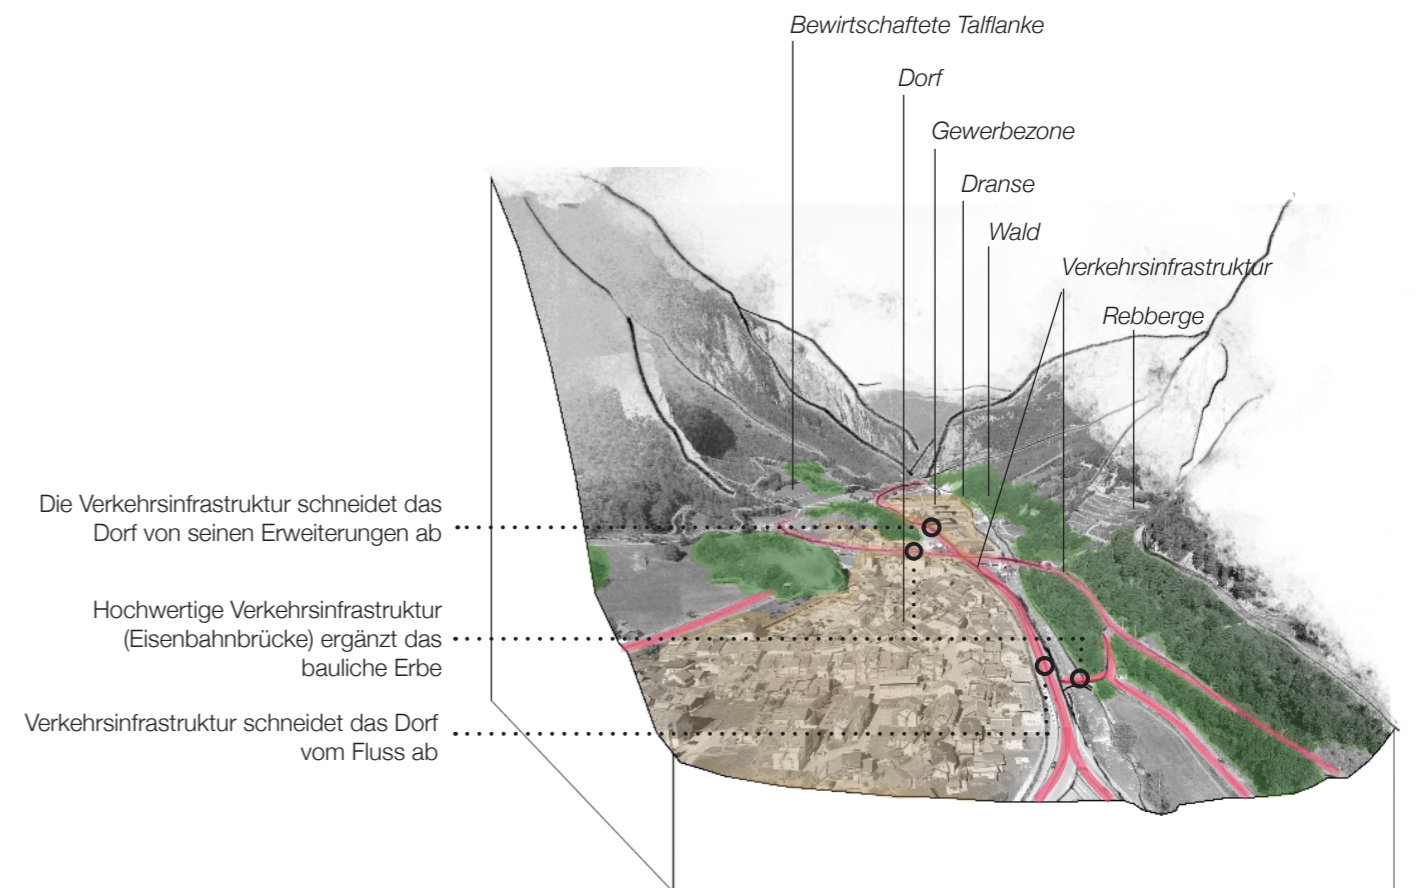 Bewirtschaftete Talflanke
Dorf
Gewerbezone
Dranse
Wald
Verkehrsinfrastruktur
Rebberge
Die Verkehrsinfrastruktur schneidet das
Dorf von seinen Erweiterungen ab
Hochwertige Verkehrsinfrastruktur
(Eisenbahnbrücke) ergänzt das
bauliche Erbe
Verkehrsinfrastruktur schneidet das Dorf
vom Fluss ab